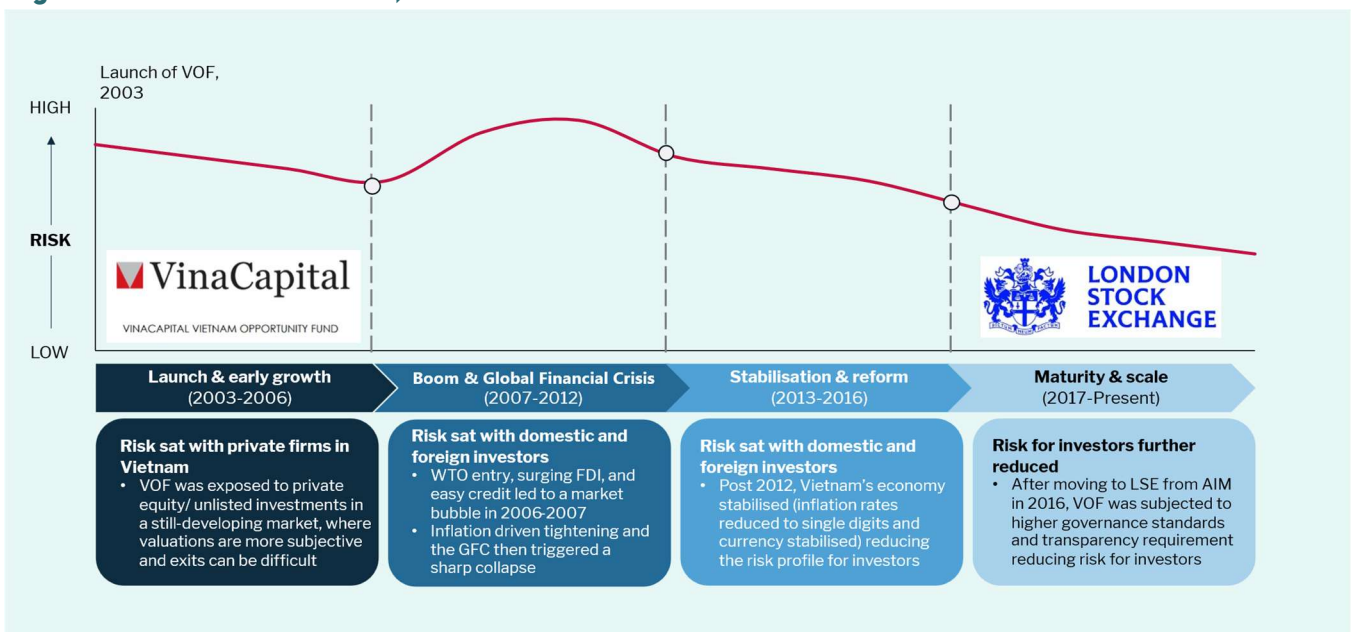 Launch of VOF,
2003
HIGH
RISK
LOW
VinaCapital
VINACAPITAL VIETNAM OPPORTUNITY FUND
LONDON
STOCK
EXCHANGE
Launch & early growth
(2003-2006)
Boom & Global Financial Crisis
(2007-2012)
Stabilisation & reform
(2013-2016)
Maturity & scale
(2017-Present)
Risk sat with private firms in
Vietnam
• VOF was exposed to private
equity/ unlisted investments in
a still-developing market, where
valuations are more subjective
and exits can be difficult
Risk sat with domestic and
foreign investors
• WTO entry, surging FDI, and
easy credit led to a market
bubble in 2006-2007
• Inflation driven tightening and
the GFC then triggered a
sharp collapse
Risk sat with domestic and
foreign investors
• Post 2012, Vietnam's economy
stabilised (inflation rates
reduced to single digits and
currency stabilised) reducing
the risk profile for investors
Risk for investors further
reduced
• After moving to LSE from AIM
in 2016, VOF was subjected to
higher governance standards
and transparency requirement
reducing risk for investors